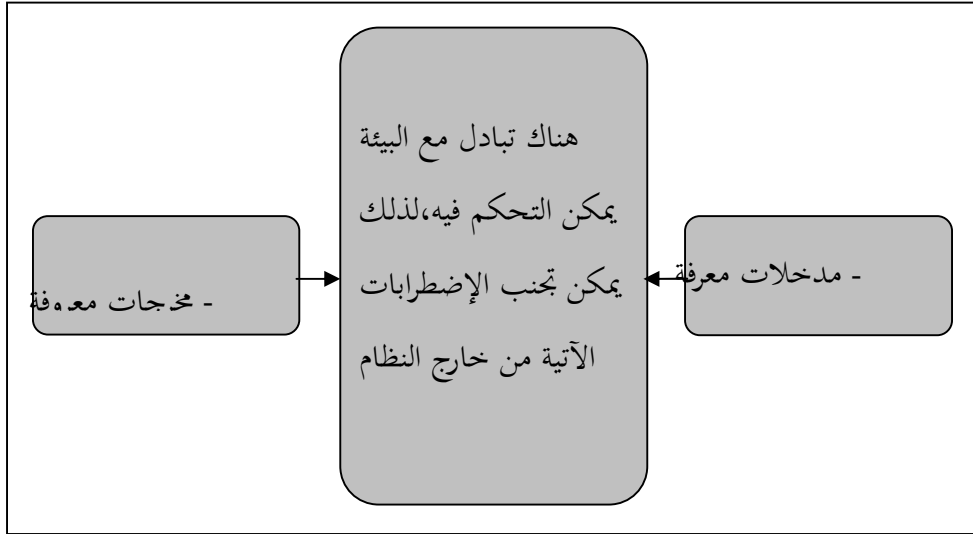 هناك تبادل مع البيئة
يمكن التحكم فيه،لذلك
يمكن تجنب الإضطرابات
الآتية من خارج النظام
- مدخلات معرفة
- مخرجات معروفة